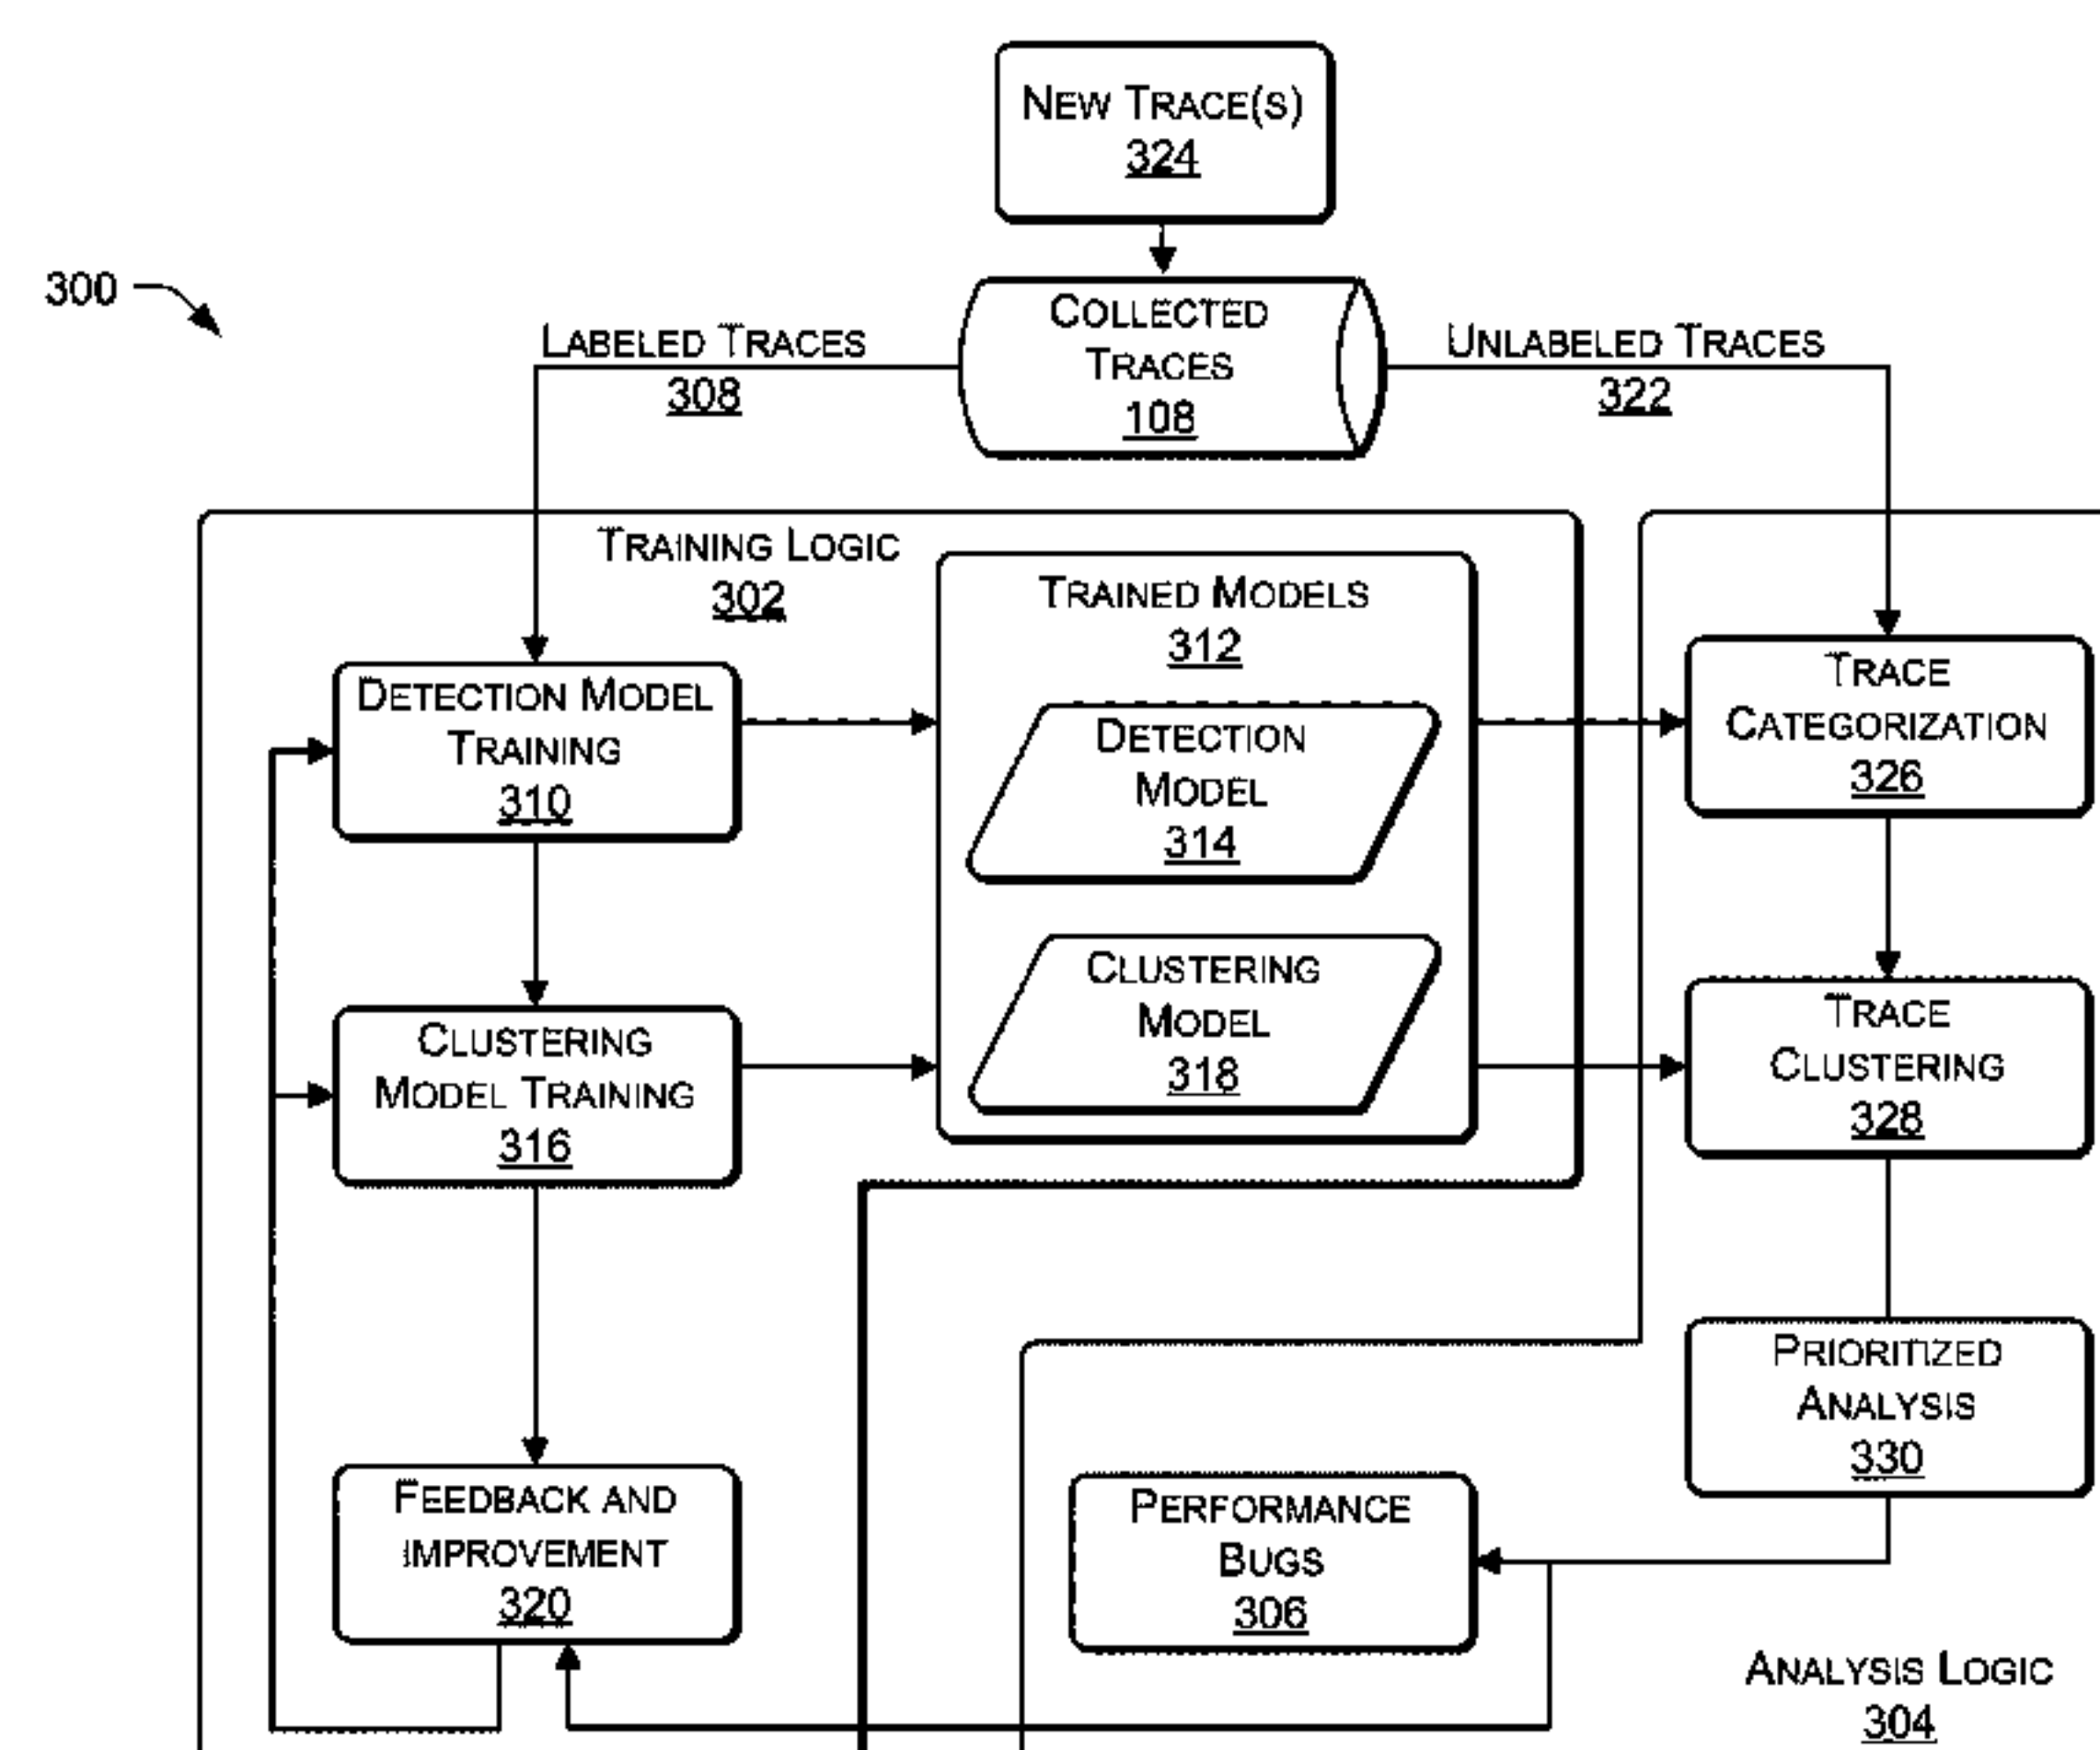 NEW TRACE(S)
324
300
COLLECTED
TRACES
108
LABELED TRACES
308
UNLABELED TRACES
322
TRAINING LOGIC
302
TRAINED MODELS
312
DETECTION MODEL
TRAINING
310
DETECTION
MODEL
314
TRACE
CATEGORIZATION
326
CLUSTERING
MODEL TRAINING
316
CLUSTERING
MODEL
318
TRACE
CLUSTERING
328
PRIORITIZED
ANALYSIS
330
FEEDBACK AND
IMPROVEMENT
320
PERFORMANCE
BUGS
306
ANALYSIS LOGIC
304